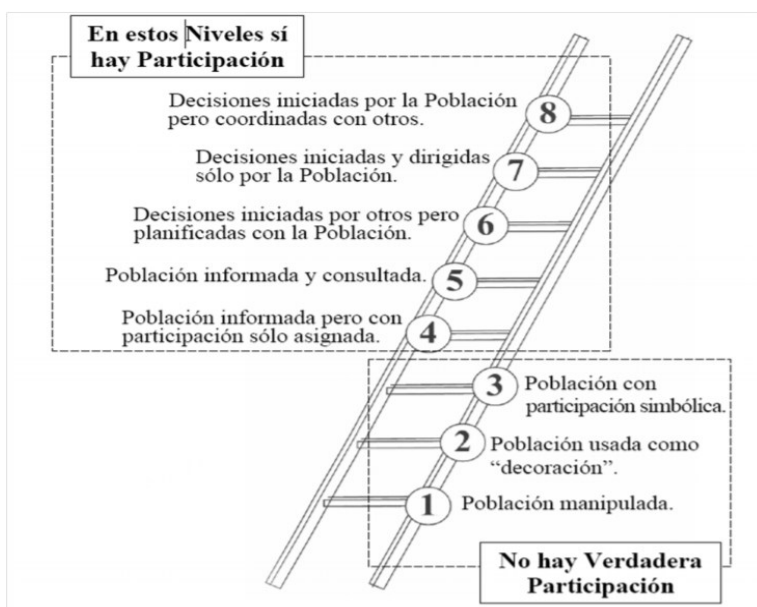 En estos Niveles sí
hay Participación
Decisiones iniciadas por la Población
pero coordinadas con otros.
8
Decisiones iniciadas y dirigidas
sólo por la Población.
7
Decisiones iniciadas por otros pero
planificadas con la Población.
6
Población informada y consultada.
5
Población informada pero con
participación sólo asignada.
4
3
Población con
participación simbólica.
2
Población usada como
“decoración”.
1
Población manipulada.
No hay Verdadera
Participación